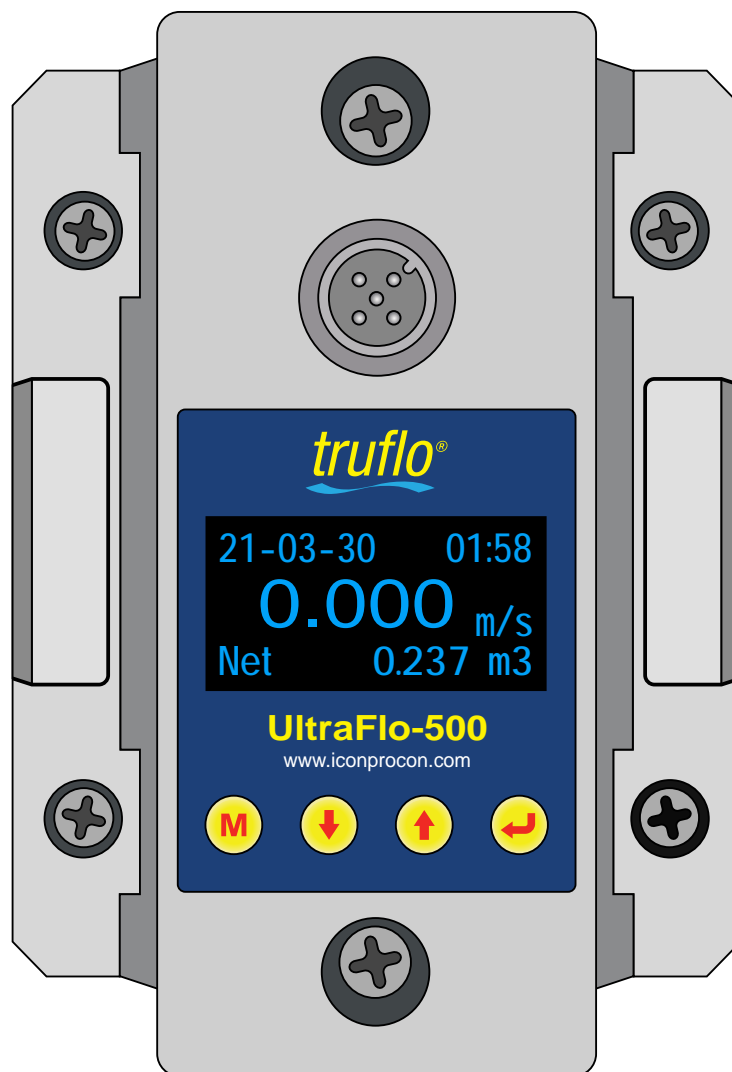 truflo®
21-03-30 01:58
0.000 m/s
Net 0.237 m3
UltraFlo-500
www.iconprocon.com
M